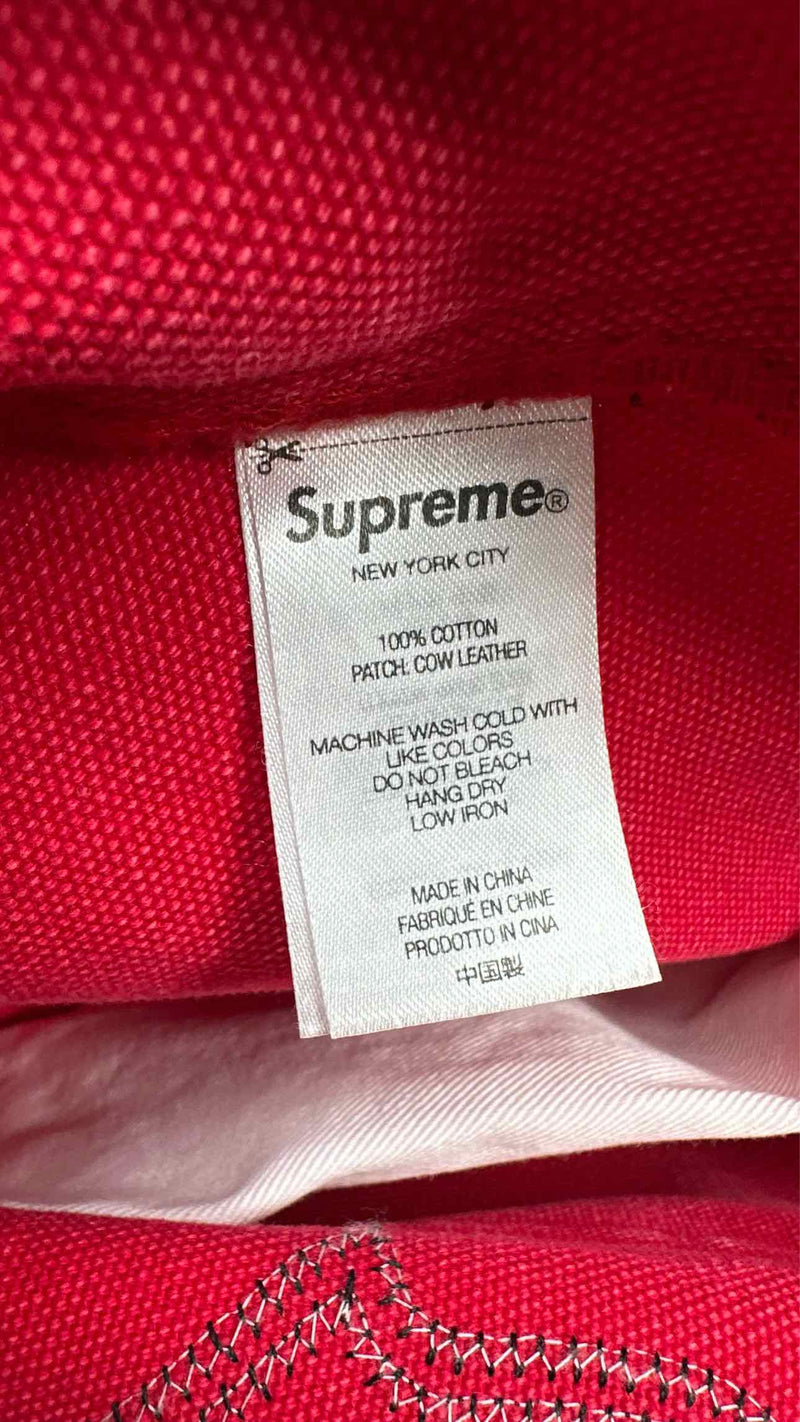 Supreme®
NEW YORK CITY
100% COTTON
PATCH: COW LEATHER
MACHINE WASH COLD WITH
LIKE COLORS
DO NOT BLEACH
HANG DRY
LOW IRON
MADE IN CHINA
FABRIQUÉ EN CHINE
PRODOTTO IN CINA
中国製